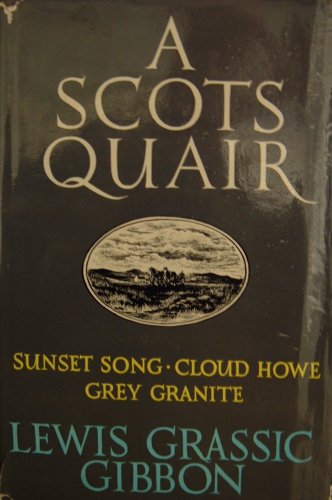 A
SCOTS
QUAIR
SUNSET SONG · CLOUD HOWE
GREY GRANITE
LEWIS GRASSIC
GIBBON